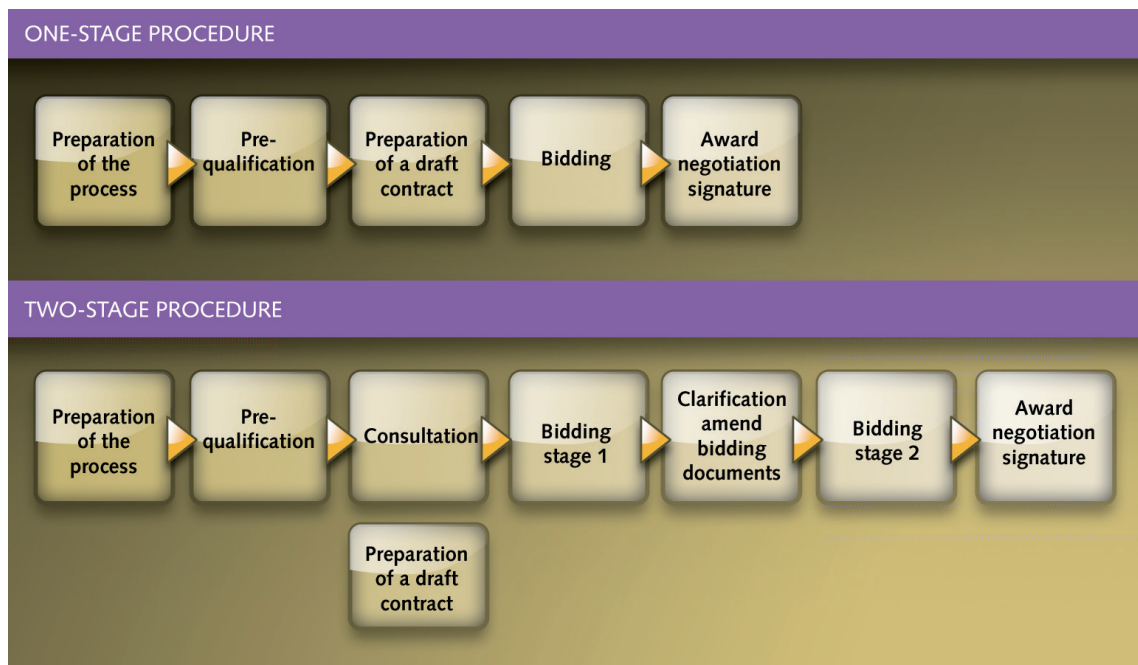 ONE-STAGE PROCEDURE
Preparation
of the
process
Pre-
qualification
Preparation
of a draft
contract
Bidding
Award
negotiation
signature
TWO-STAGE PROCEDURE
Preparation
of the
process
Pre-
qualification
Consultation
Bidding
stage 1
Clarification
amend
bidding
documents
Bidding
stage 2
Award
negotiation
signature
Preparation
of a draft
contract